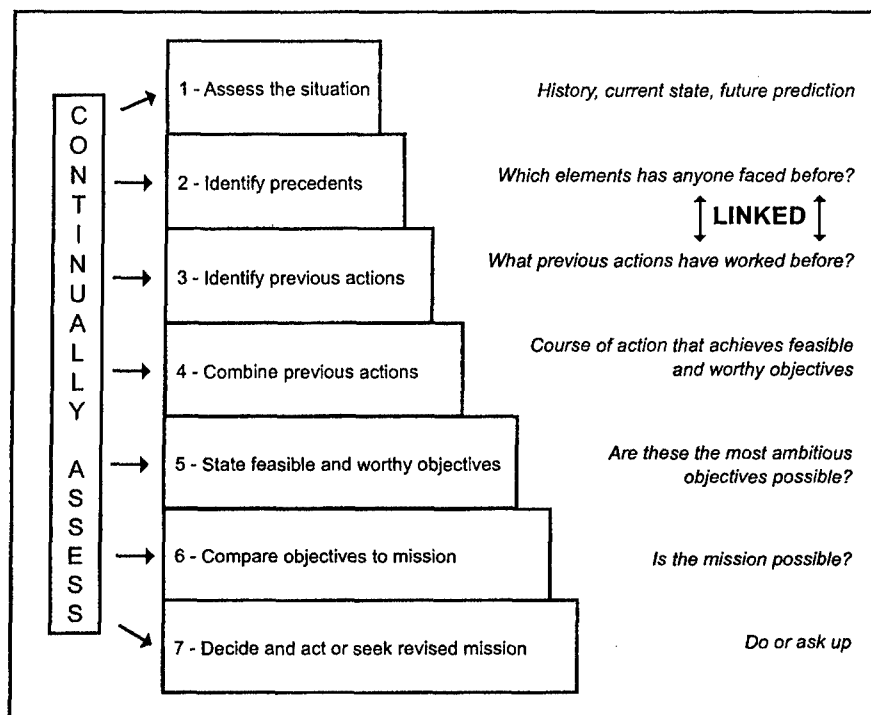 CONTINUALLY ASSESS
1 - Assess the situation
History, current state, future prediction
2 - Identify precedents
Which elements has anyone faced before?
LINKED
3 - Identify previous actions
What previous actions have worked before?
4 - Combine previous actions
Course of action that achieves feasible
and worthy objectives
5 - State feasible and worthy objectives
Are these the most ambitious
objectives possible?
6 - Compare objectives to mission
Is the mission possible?
7 - Decide and act or seek revised mission
Do or ask up